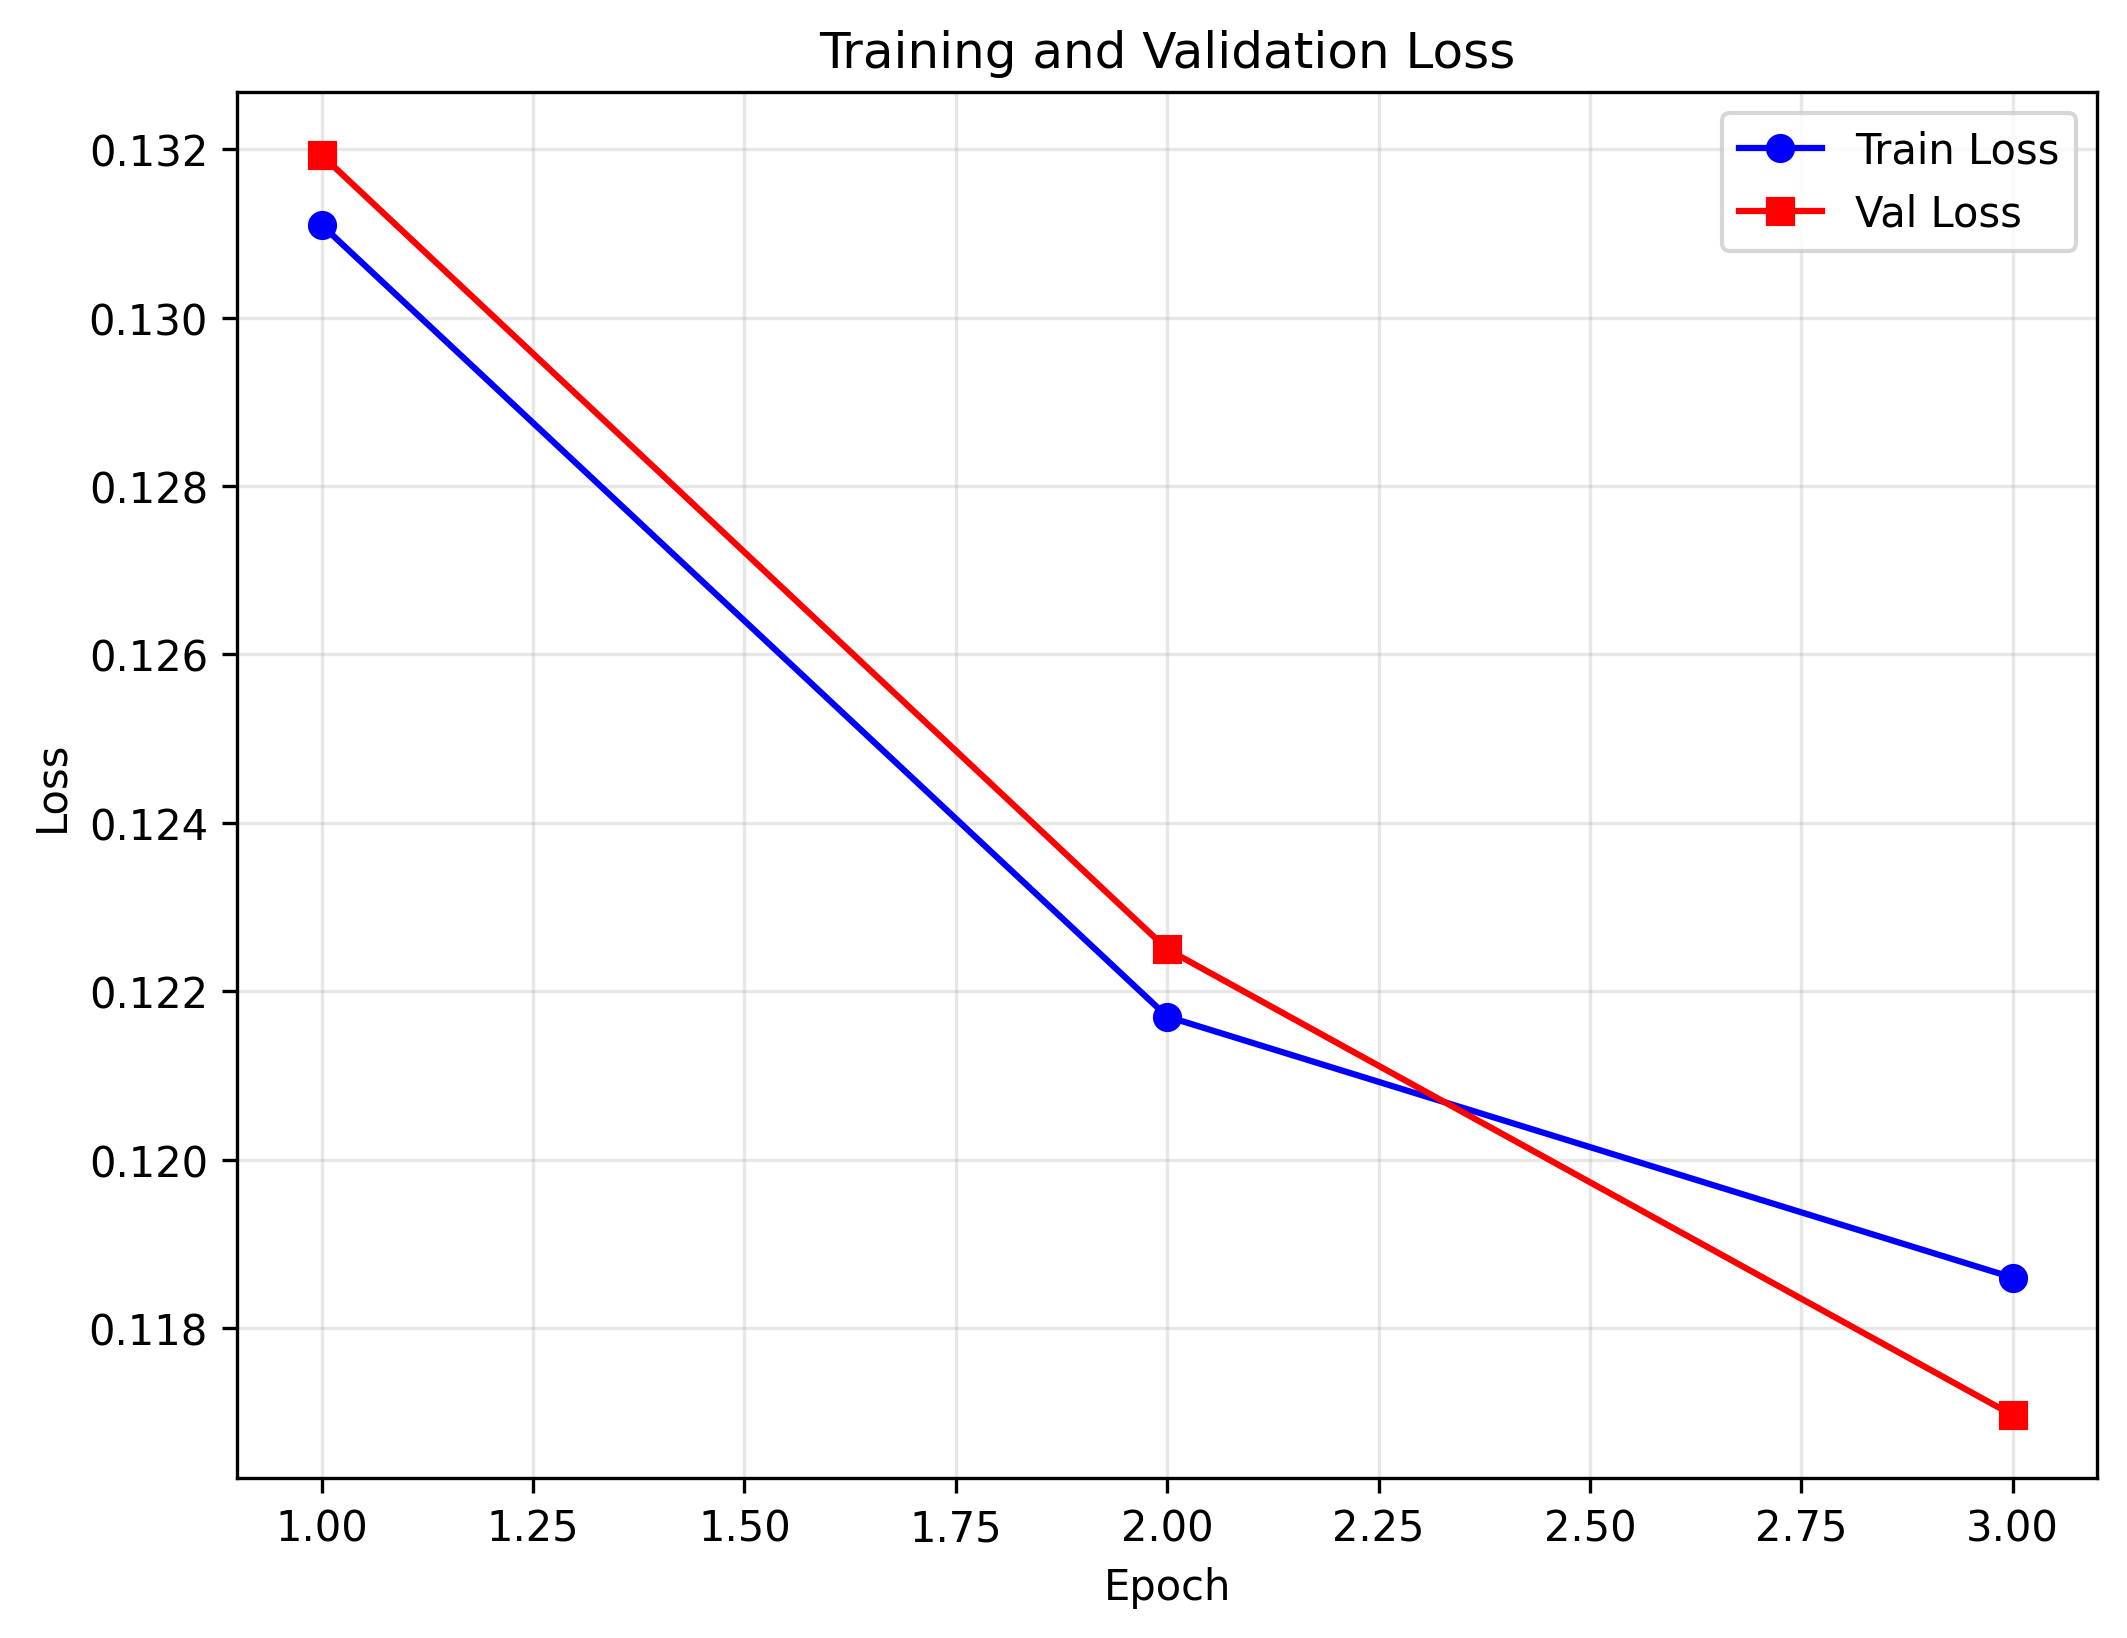 Training and Validation Loss
Train Loss
Val Loss
0.132
0.130
0.128
0.126
0.124
0.122
0.120
0.118
Loss
1.00 1.25 1.50 1.75 2.00 2.25 2.50 2.75 3.00
Epoch